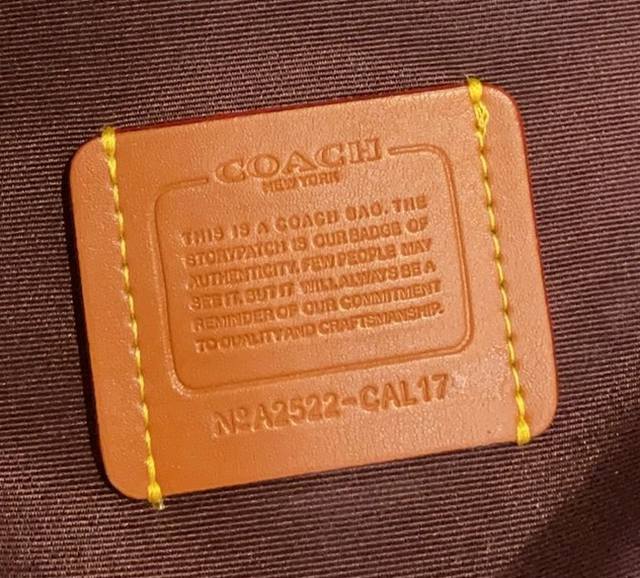 COACH
NEW YORK
THIS IS A COACH BAG. THE
STORYPATCH IS OUR BADGE OF
AUTHENTICITY. FEW PEOPLE MAY
SEE IT, BUT IT WILL ALWAYS BE A
REMINDER OF OUR COMMITMENT
TO QUALITY AND CRAFTSMANSHIP.
NºA2522-CAL17